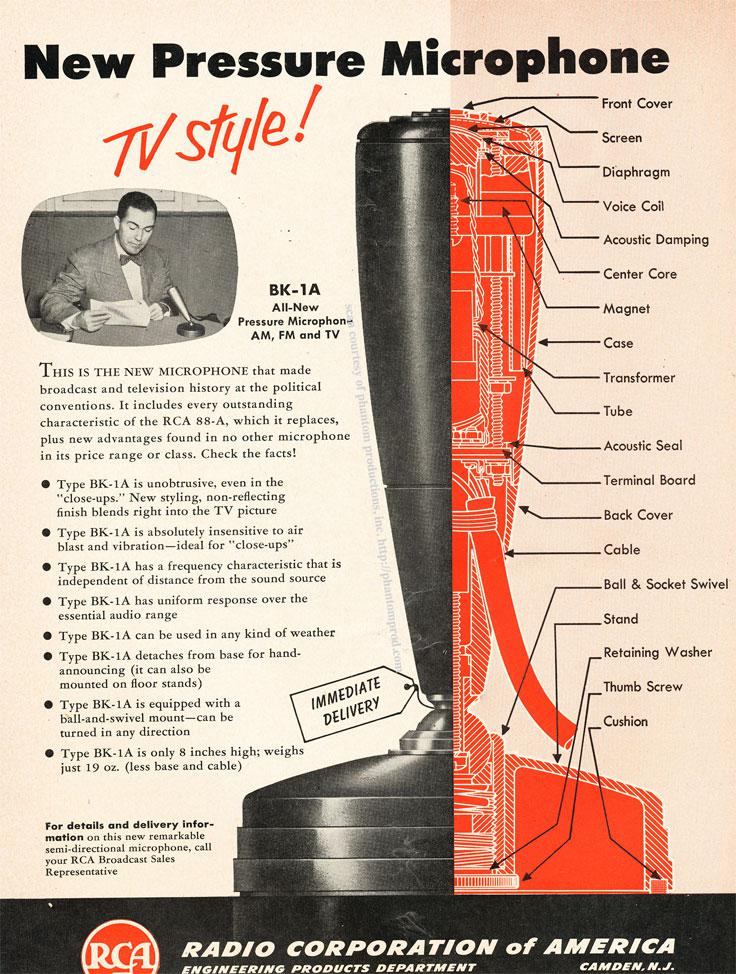 New Pressure Microphone
TV style!
BK-1A
All-New
Pressure Microphone
AM, FM and TV
THIS IS THE NEW MICROPHONE that made
broadcast and television history at the political
conventions. It includes every outstanding
characteristic of the RCA 88-A, which it replaces,
plus new advantages found in no other microphone
in its price range or class. Check the facts!
● Type BK-1A is unobtrusive, even in the
"close-ups." New styling, non-reflecting
finish blends right into the TV picture
● Type BK-1A is absolutely insensitive to air
blast and vibration—ideal for "close-ups"
● Type BK-1A has a frequency characteristic that is
independent of distance from the sound source
● Type BK-1A has uniform response over the
essential audio range
● Type BK-1A can be used in any kind of weather
● Type BK-1A detaches from base for hand-
announcing (it can also be
mounted on floor stands)
● Type BK-1A is equipped with a
ball-and-swivel mount—can be
turned in any direction
● Type BK-1A is only 8 inches high; weighs
just 19 oz. (less base and cable)
For details and delivery infor-
mation on this new remarkable
semi-directional microphone, call
your RCA Broadcast Sales
Representative
IMMEDIATE
DELIVERY
Front Cover
Screen
Diaphragm
Voice Coil
Acoustic Damping
Center Core
Magnet
Case
Transformer
Tube
Acoustic Seal
Terminal Board
Back Cover
Cable
Ball & Socket Swivel
Stand
Retaining Washer
Thumb Screw
Cushion
courtesy of phantom productions, inc. http://phantomprod.com
RCA
RADIO CORPORATION of AMERICA
ENGINEERING PRODUCTS DEPARTMENT
CAMDEN, N.J.